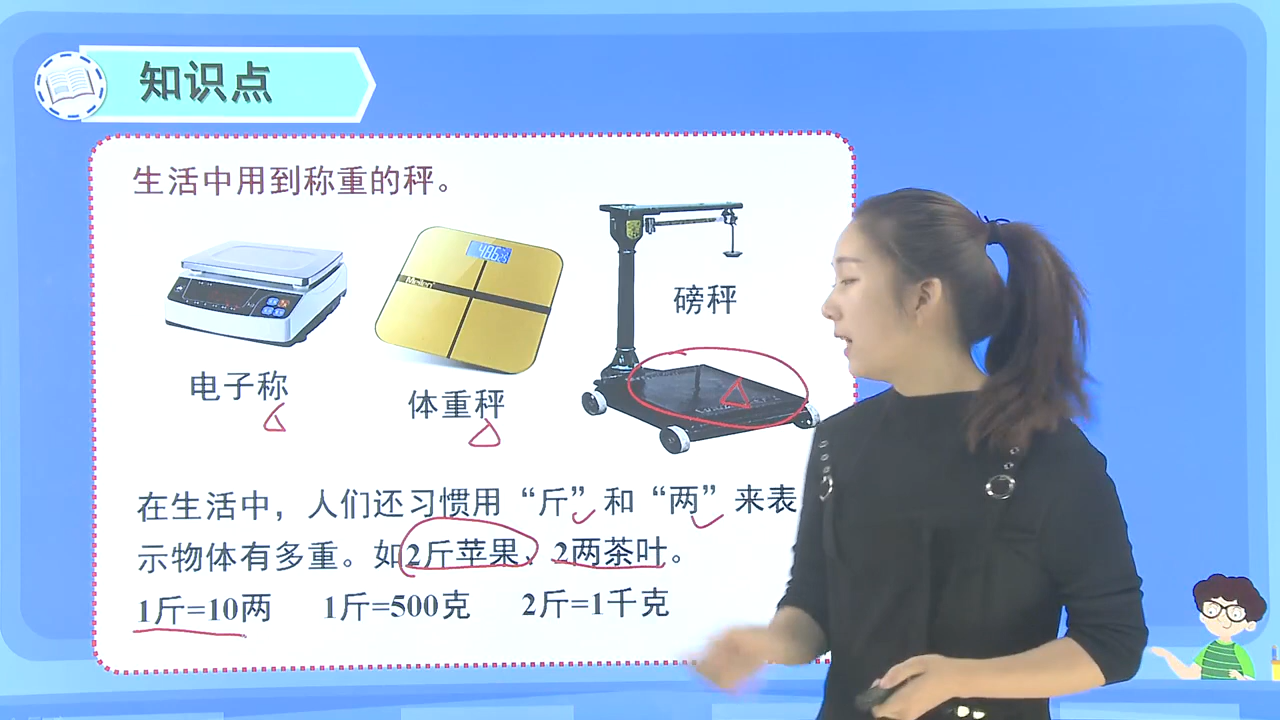 知识点
生活中用到称重的秤。
48.6
Meilen
磅秤
电子称
体重秤
在生活中，人们还习惯用“斤”和“两”来表
示物体有多重。如2斤苹果、2两茶叶。
1斤=10两 1斤=500克 2斤=1千克